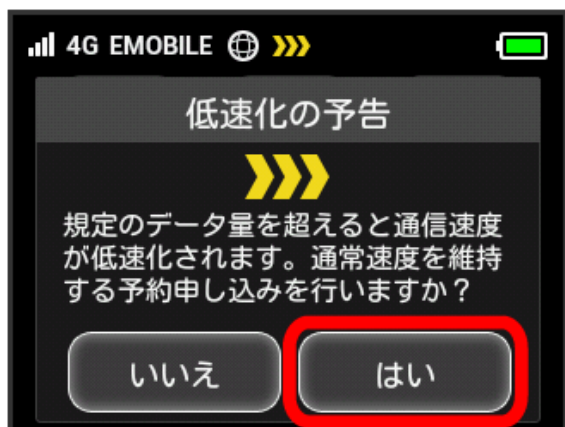 4G EMOBILE
低速化の予告
規定のデータ量を超えると通信速度
が低速化されます。通常速度を維持
する予約申し込みを行いますか？
いいえ はい